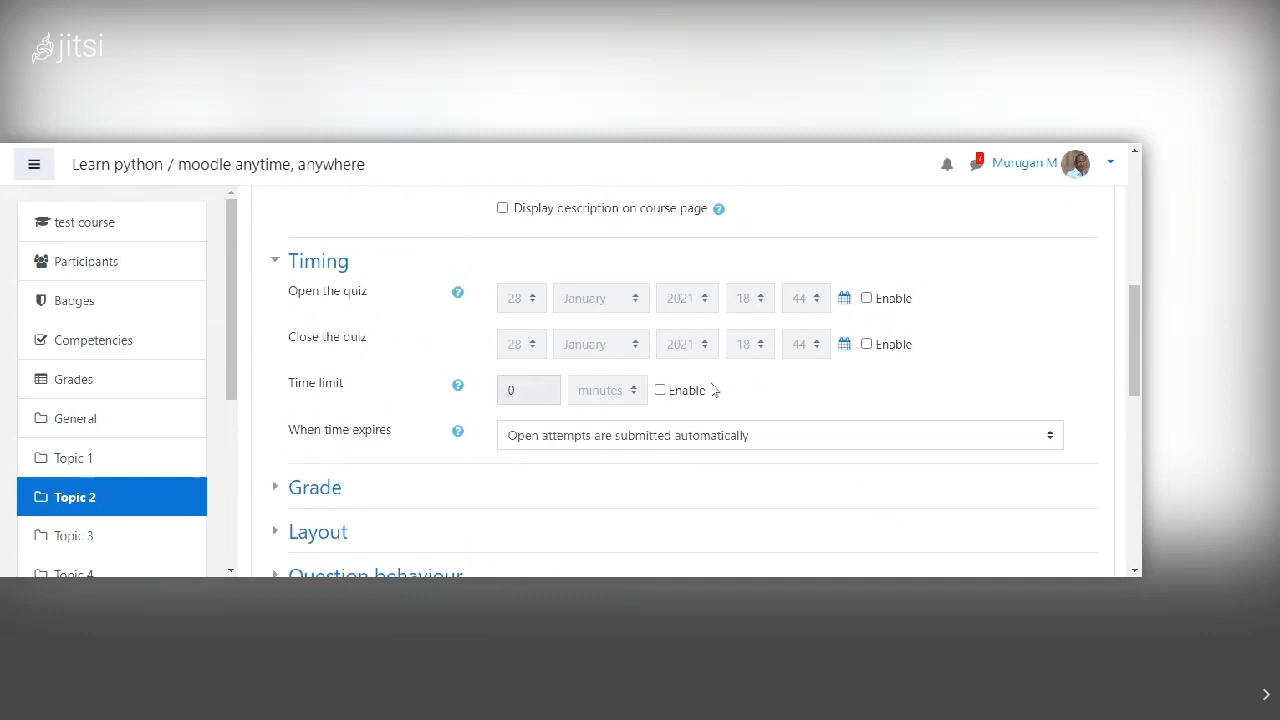 jitsi
Learn python / moodle anytime, anywhere
7
Murugan M
test course
Participants
Badges
Competencies
Grades
General
Topic 1
Topic 2
Topic 3
Topic 4
Display description on course page ?
Timing
Open the quiz ? 28 January 2021 18 44 Enable
Close the quiz 28 January 2021 18 44 Enable
Time limit ? 0 minutes Enable
When time expires ? Open attempts are submitted automatically
Grade
Layout
Question behaviour